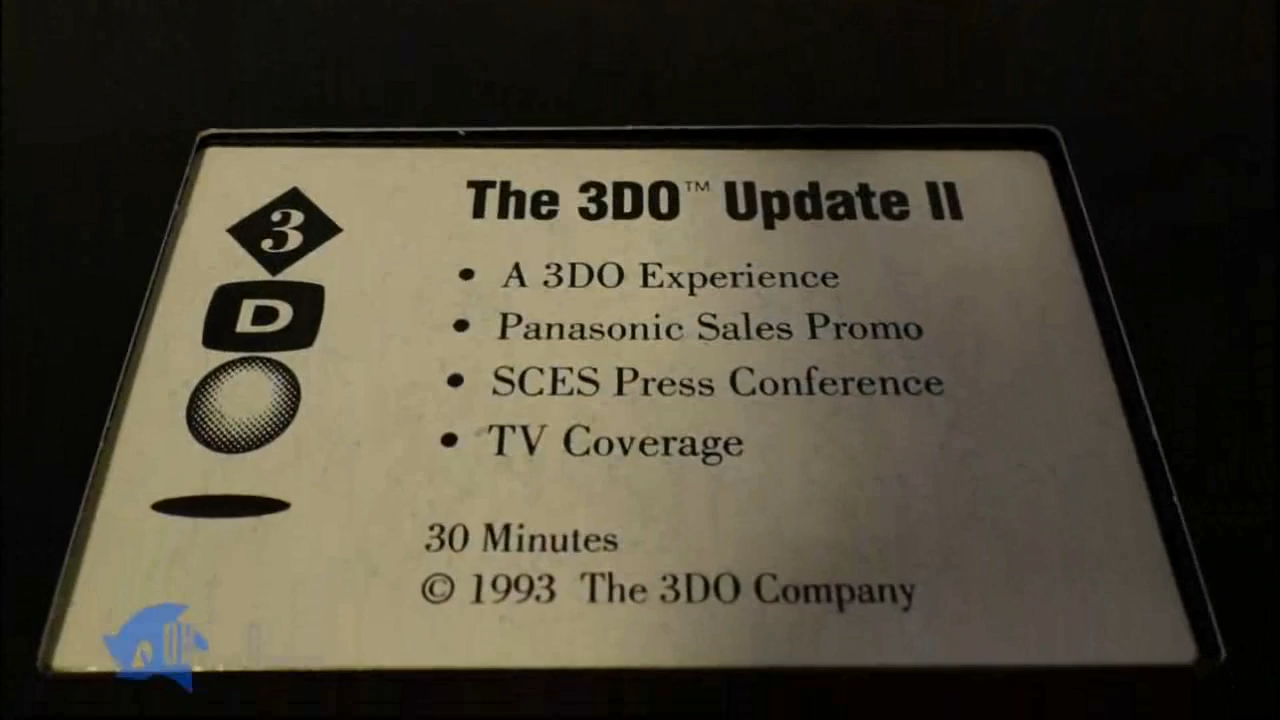 The 3DO™ Update II
3
D
• A 3DO Experience
• Panasonic Sales Promo
• SCES Press Conference
• TV Coverage
30 Minutes
© 1993 The 3DO Company